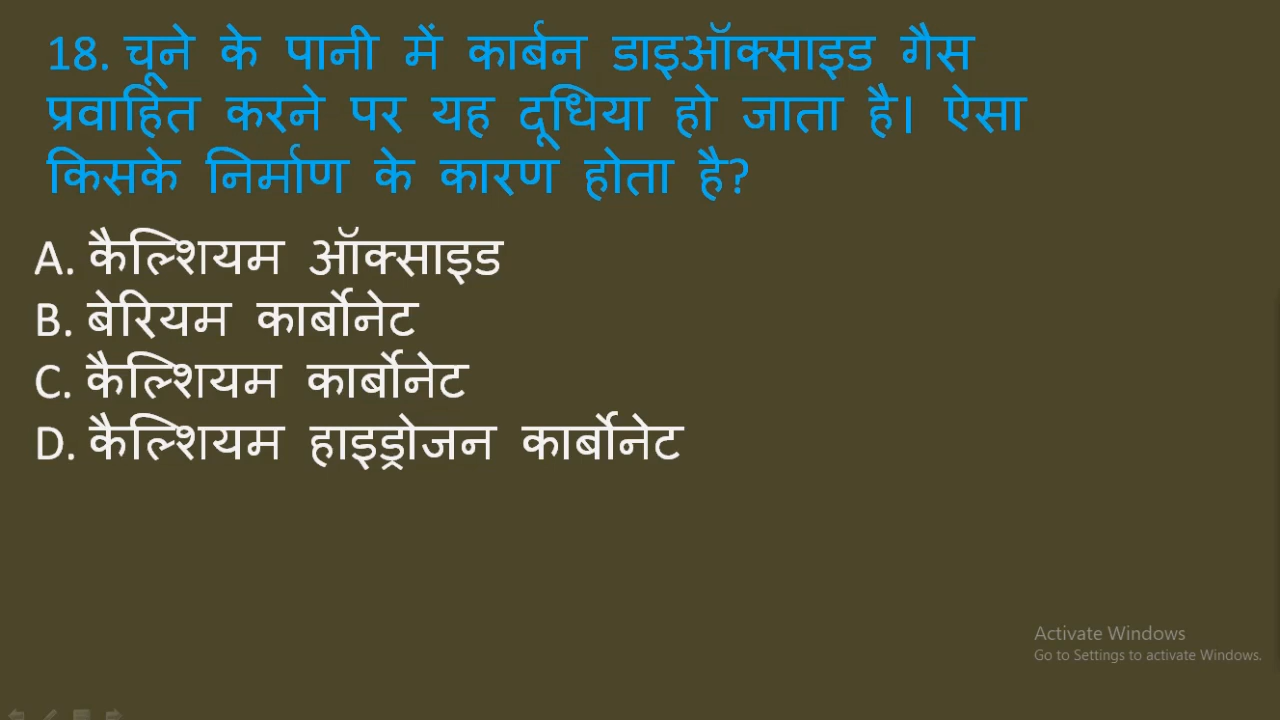 18. चूने के पानी में कार्बन डाइऑक्साइड गैस
प्रवाहित करने पर यह दूधिया हो जाता है। ऐसा
किसके निर्माण के कारण होता है?
A. कैल्शियम ऑक्साइड
B. बेरियम कार्बोनेट
C. कैल्शियम कार्बोनेट
D. कैल्शियम हाइड्रोजन कार्बोनेट
Activate Windows
Go to Settings to activate Windows.